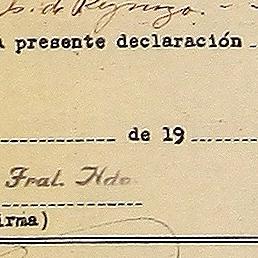 de Reynoso.
presente declaración
de 19
Fral. Hdo
irma)